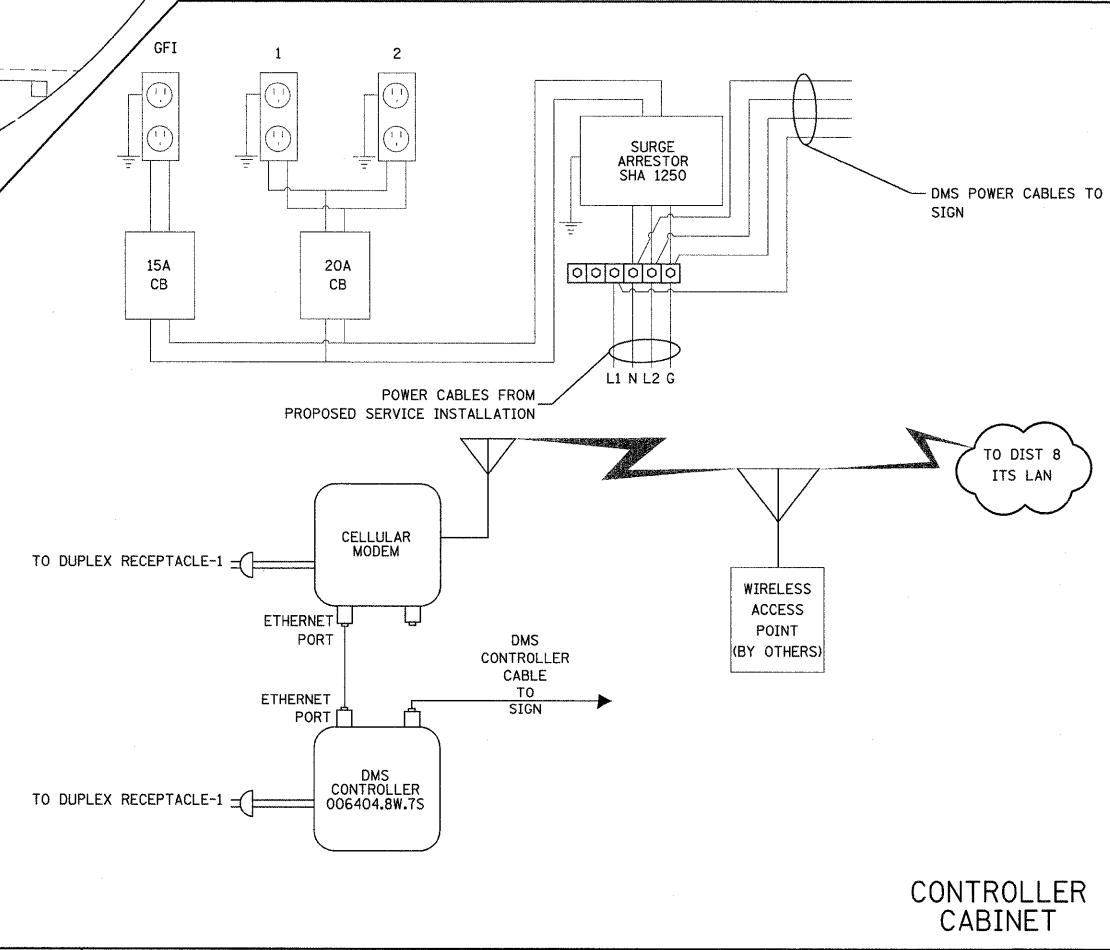 GFI
1
2
SURGE
ARRESTOR
SHA 1250
DMS POWER CABLES TO
SIGN
15A
CB
20A
CB
L1 N L2 G
POWER CABLES FROM
PROPOSED SERVICE INSTALLATION
TO DIST 8
ITS LAN
CELLULAR
MODEM
TO DUPLEX RECEPTACLE-1
WIRELESS
ACCESS
POINT
(BY OTHERS)
ETHERNET
PORT
DMS
CONTROLLER
CABLE
TO
SIGN
ETHERNET
PORT
DMS
CONTROLLER
006404.8W.7S
TO DUPLEX RECEPTACLE-1
CONTROLLER
CABINET